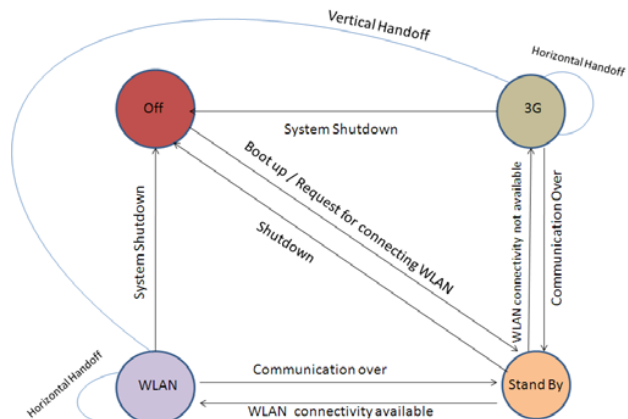 Vertical Handoff
Horizontal Handoff
Off
3G
System Shutdown
Boot up / Request for connecting WLAN
Shutdown
WLAN connectivity not available
Communication Over
System Shutdown
Communication over
WLAN
Stand By
WLAN connectivity available
Horizontal Handoff